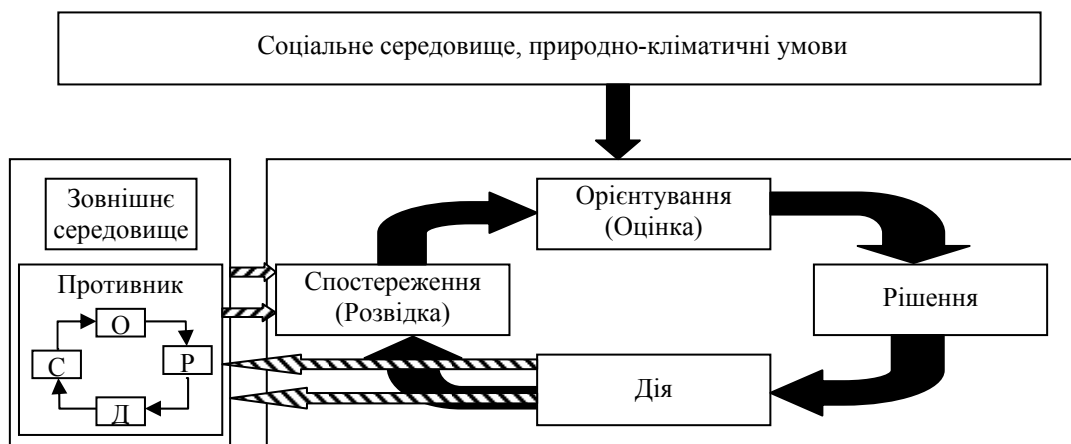 Соціальне середовище, природно-кліматичні умови
Зовнішнє
середовище
Противник
О
С
Р
Д
Орієнтування
(Оцінка)
Спостереження
(Розвідка)
Рішення
Дія